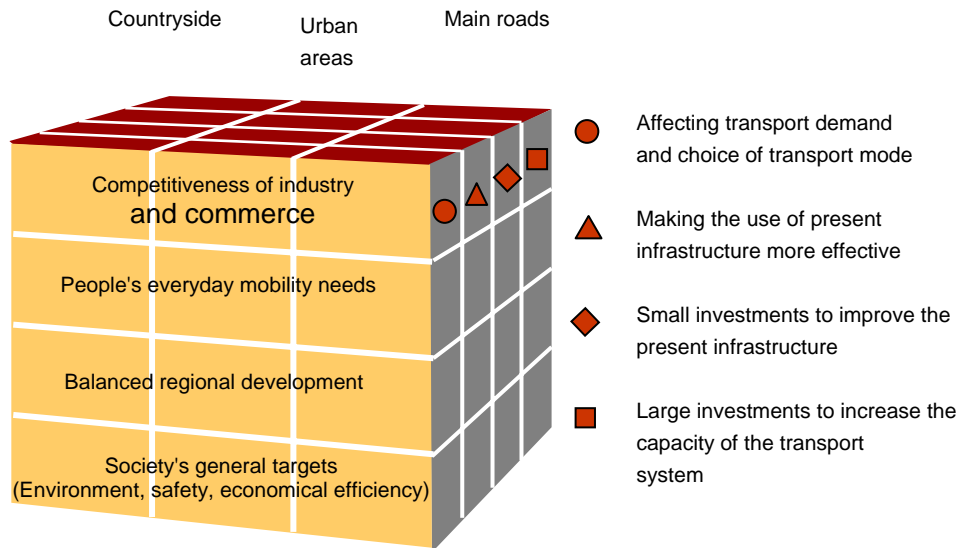 Countryside
Urban
areas
Main roads
Competitiveness of industry
and commerce
People's everyday mobility needs
Balanced regional development
Society's general targets
(Environment, safety, economical efficiency)
Affecting transport demand
and choice of transport mode
Making the use of present
infrastructure more effective
Small investments to improve the
present infrastructure
Large investments to increase the
capacity of the transport
system